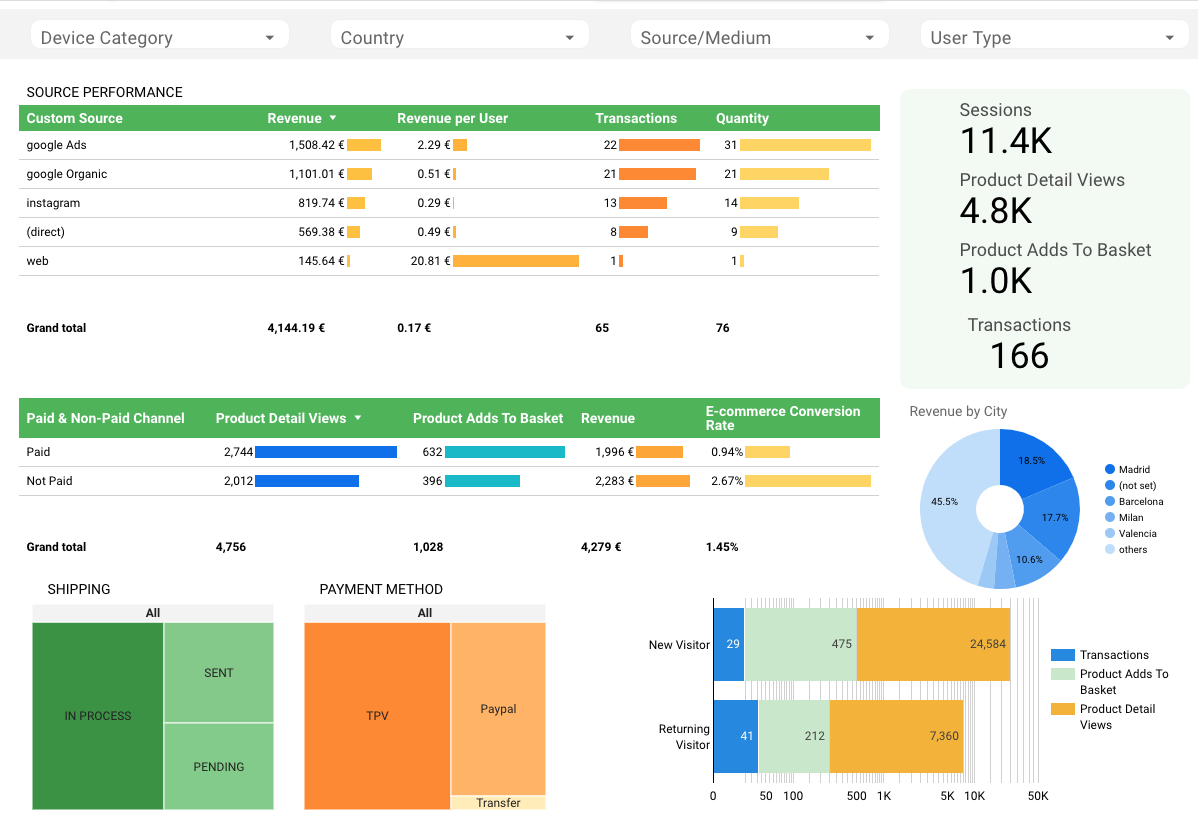 Device Category
Country
Source/Medium
User Type
SOURCE PERFORMANCE
Custom Source Revenue Revenue per User Transactions Quantity
google Ads 1,508.42 € 2.29 € 22 31
google Organic 1,101.01 € 0.51 € 21 21
instagram 819.74 € 0.29 € 13 14
(direct) 569.38 € 0.49 € 8 9
web 145.64 € 20.81 € 1 1
Grand total 4,144.19 € 0.17 € 65 76
Sessions
11.4K
Product Detail Views
4.8K
Product Adds To Basket
1.0K
Transactions
166
Paid & Non-Paid Channel Product Detail Views Product Adds To Basket Revenue E-commerce Conversion
Rate
Paid 2,744 632 1,996 € 0.94%
Not Paid 2,012 396 2,283 € 2.67%
Grand total 4,756 1,028 4,279 € 1.45%
Revenue by City
18.5%
17.7%
10.6%
45.5%
Madrid
(not set)
Barcelona
Milan
Valencia
others
SHIPPING
All
IN PROCESS
SENT
PENDING
PAYMENT METHOD
All
TPV
Paypal
Transfer
New Visitor 29 475 24,584
Returning
Visitor
41 212 7,360
0 50 100 500 1K 5K 10K 50K
Transactions
Product Adds To
Basket
Product Detail
Views